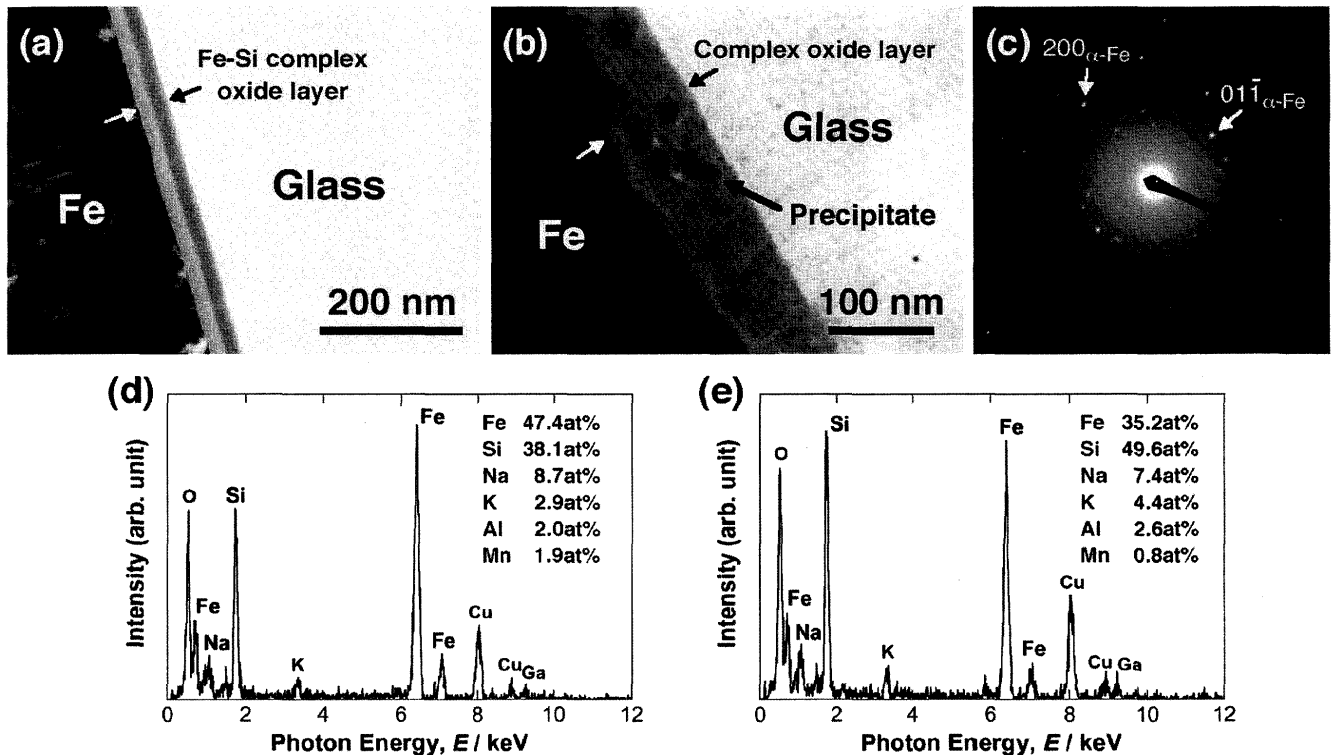 (a)
Fe-Si complex
oxide layer
Fe
Glass
200 nm
(b)
Complex oxide layer
Glass
Fe
Precipitate
100 nm
(c)
200α-Fe
011̄α-Fe
(d)
Intensity (arb. unit)
O
Fe
Na
Si
K
Fe
Fe
Cu
Cu
Ga
Fe 47.4at%
Si 38.1at%
Na 8.7at%
K 2.9at%
Al 2.0at%
Mn 1.9at%
0 2 4 6 8 10 12
Photon Energy, E / keV
(e)
Intensity (arb. unit)
O
Fe
Na
Si
K
Fe
Fe
Cu
Cu
Ga
Fe 35.2at%
Si 49.6at%
Na 7.4at%
K 4.4at%
Al 2.6at%
Mn 0.8at%
0 2 4 6 8 10 12
Photon Energy, E / keV